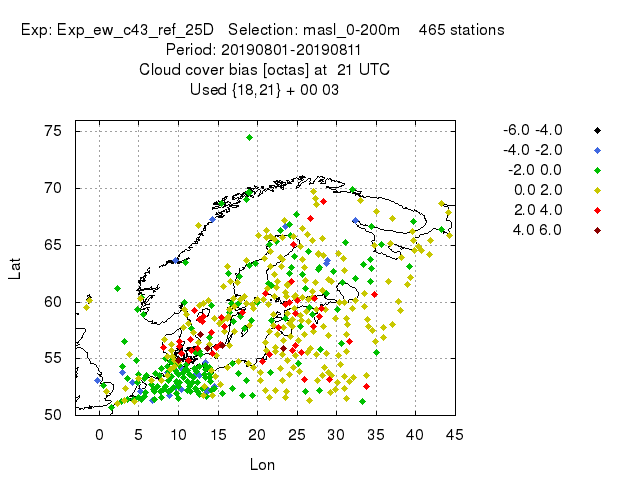 Exp: Exp_ew_c43_ref_25D   Selection: masl_0-200m    465 stations
Period: 20190801-20190811
Cloud cover bias [octas] at  21 UTC
Used {18,21} + 00 03
-6.0 -4.0
-4.0 -2.0
-2.0 0.0
0.0 2.0
2.0 4.0
4.0 6.0
75
70
65
60
55
50
Lat
0 5 10 15 20 25 30 35 40 45
Lon